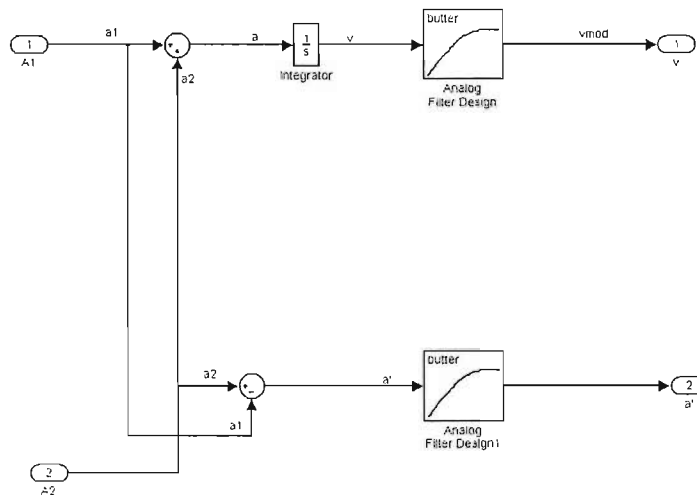 1
A1
a1
a2
a
1
s
Integrator
v
butter
Analog
Filter Design
vmod
1
v
a2
a1
a'
butter
Analog
Filter Design1
2
a'
2
A2